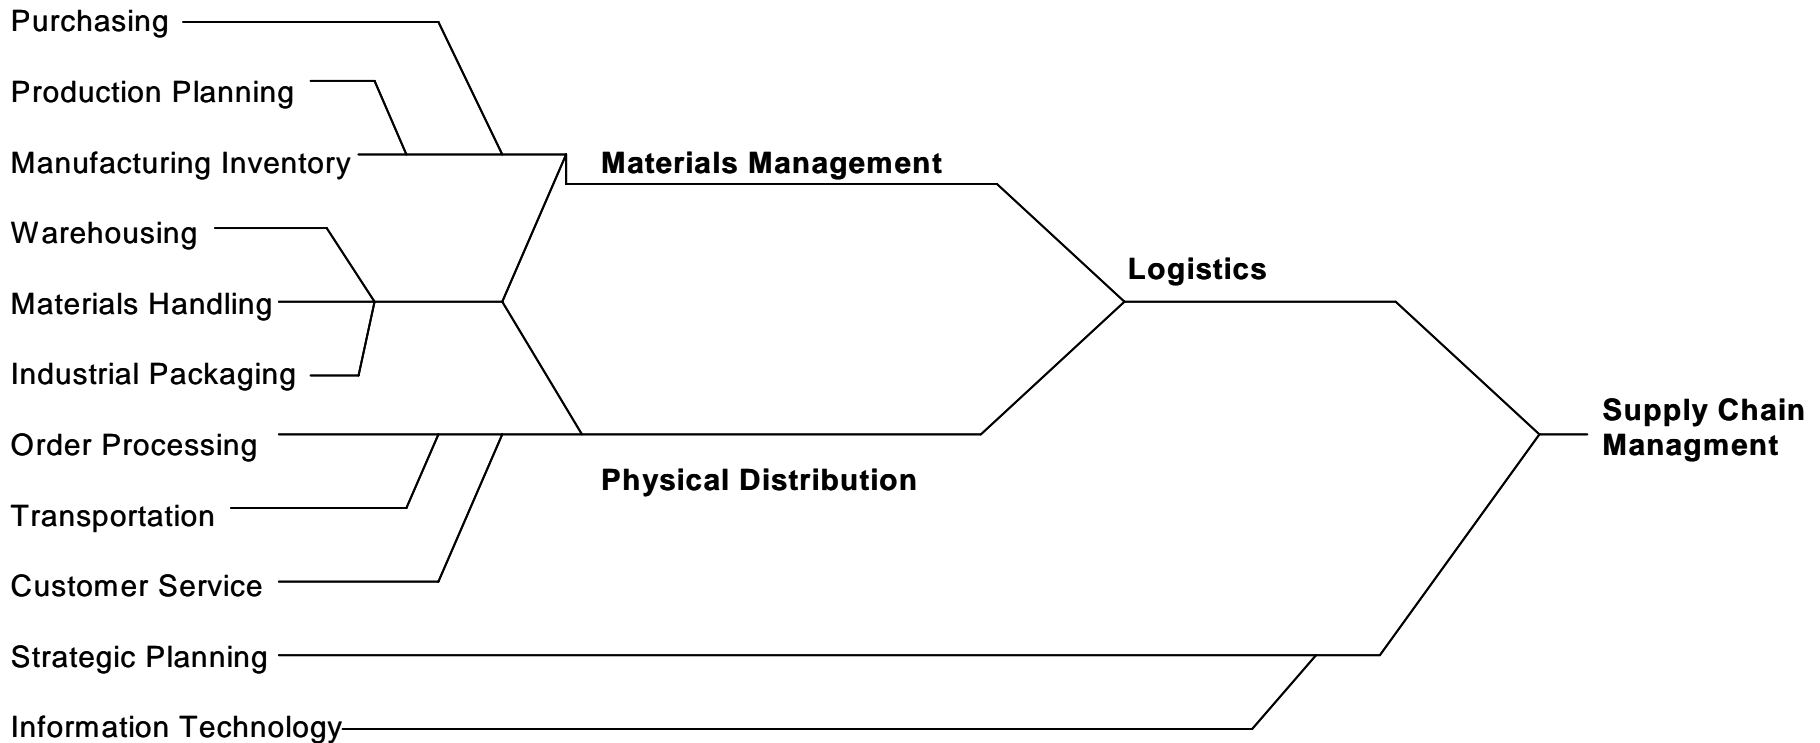 Purchasing
Production Planning
Manufacturing Inventory
Materials Management
Warehousing
Logistics
Materials Handling
Industrial Packaging
Supply Chain
Managment
Order Processing
Physical Distribution
Transportation
Customer Service
Strategic Planning
Information Technology